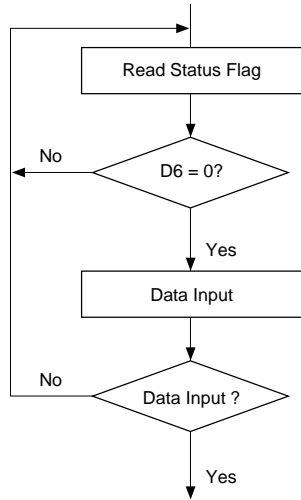 Read Status Flag
No
D6 = 0?
Yes
Data Input
No
Data Input ?
Yes